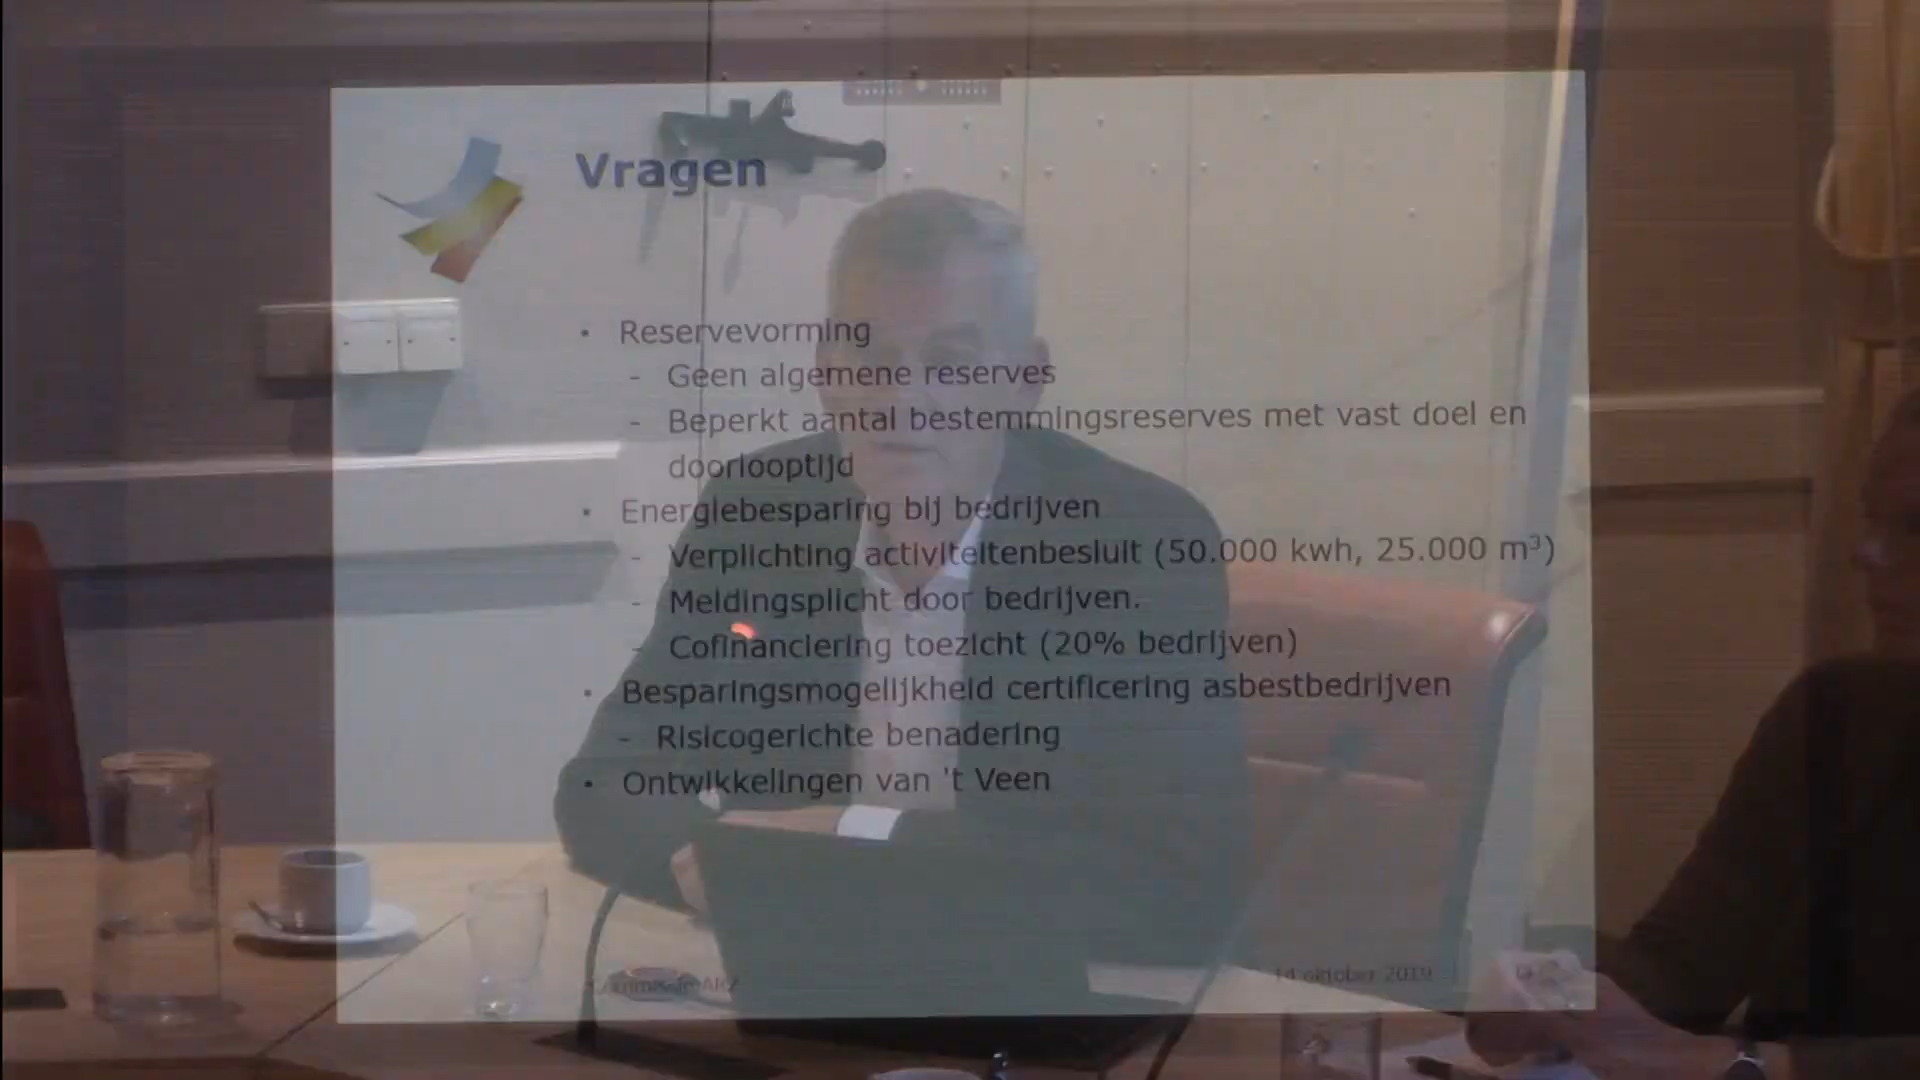 Vragen
• Reservevorming
- Geen algemene reserves
- Beperkt aantal bestemmingsreserves met vast doel en
doorlooptijd
• Energiebesparing bij bedrijven
- Verplichting activiteitenbesluit (50.000 kwh, 25.000 m³)
- Meldingsplicht door bedrijven.
- Cofinanciering toezicht (20% bedrijven)
• Besparingsmogelijkheid certificering asbestbedrijven
- Risicogerichte benadering
• Ontwikkelingen van 't Veen
14 oktober 2019